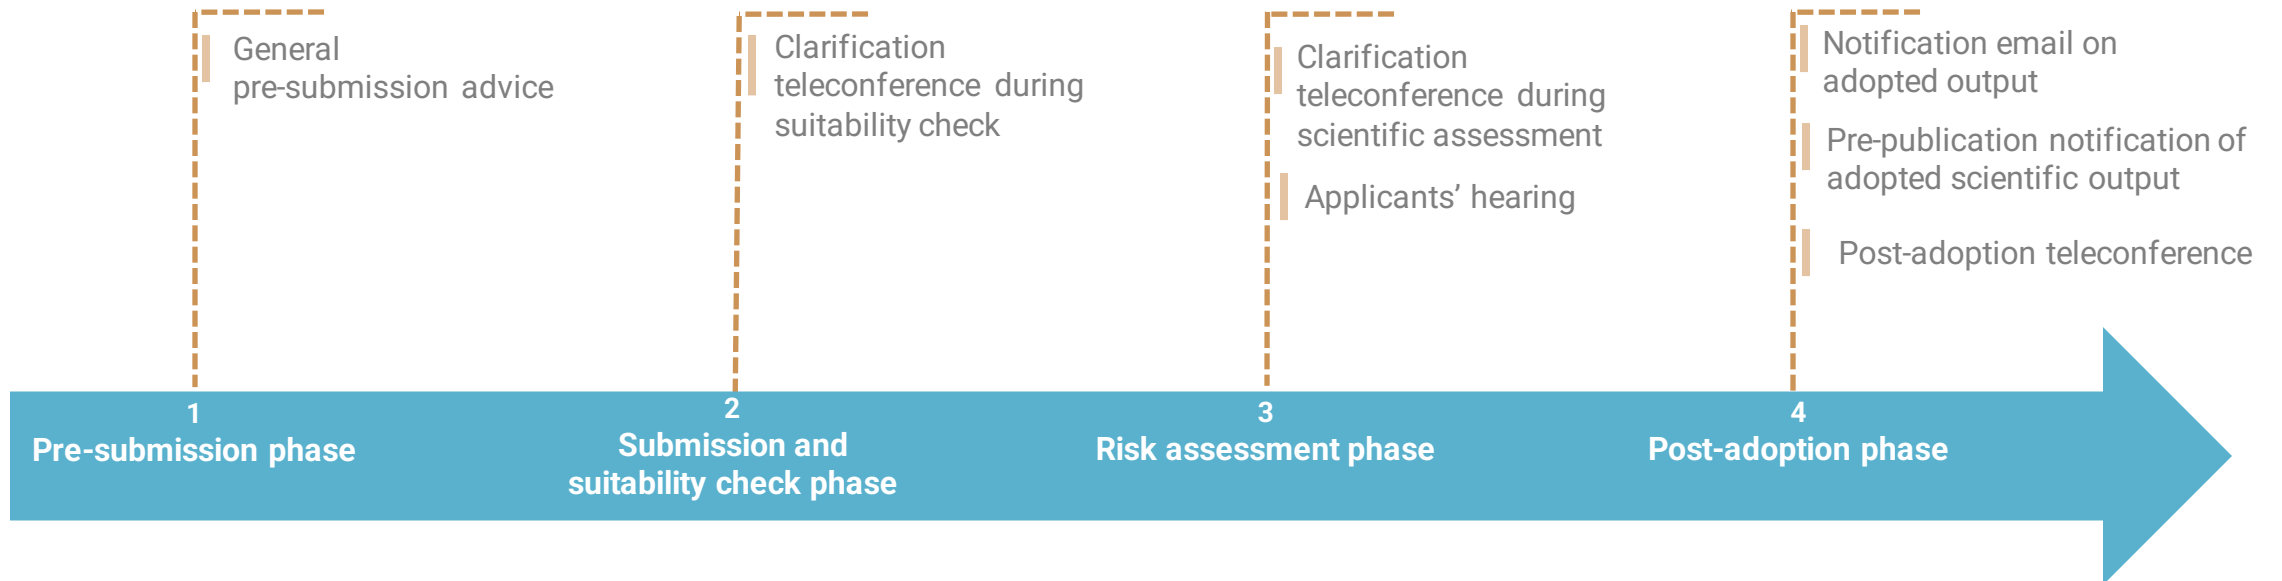 General
pre-submission advice
Clarification
teleconference during
suitability check
Clarification
teleconference during
scientific assessment
Applicants’ hearing
Notification email on
adopted output
Pre-publication notification of
adopted scientific output
Post-adoption teleconference
1
Pre-submission phase
2
Submission and
suitability check phase
3
Risk assessment phase
4
Post-adoption phase